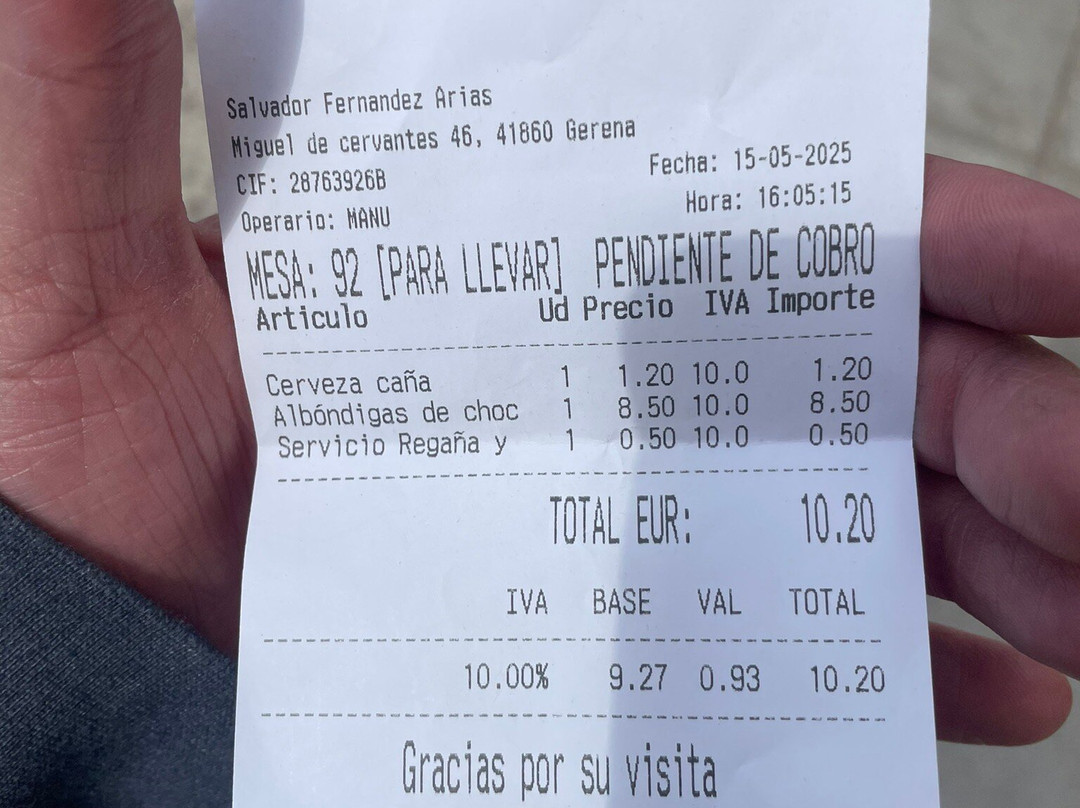 Salvador Fernandez Arias
Miguel de cervantes 46, 41860 Gerena
CIF: 28763926B Fecha: 15-05-2025
Operario: MANU Hora: 16:05:15
MESA: 92 [PARA LLEVAR] PENDIENTE DE COBRO
Articulo Ud Precio IVA Importe
Cerveza caña 1 1.20 10.0 1.20
Albóndigas de choc 1 8.50 10.0 8.50
Servicio Regaña y 1 0.50 10.0 0.50
TOTAL EUR: 10.20
IVA BASE VAL TOTAL
10.00% 9.27 0.93 10.20
Gracias por su visita